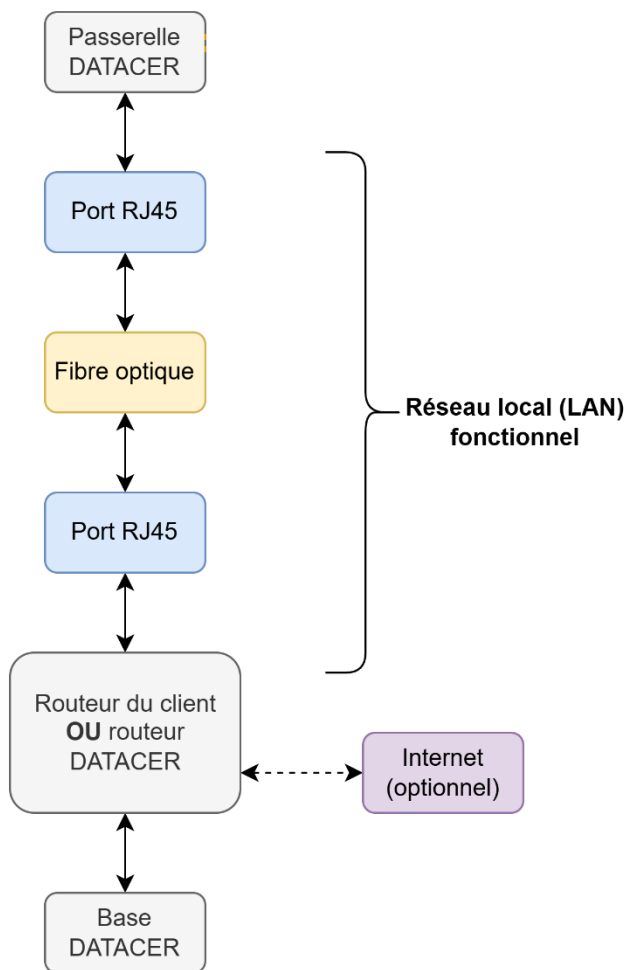 Passerelle
DATACER
Port RJ45
Fibre optique
Réseau local (LAN)
fonctionnel
Port RJ45
Routeur du client
OU routeur
DATACER
Internet
(optionnel)
Base
DATACER